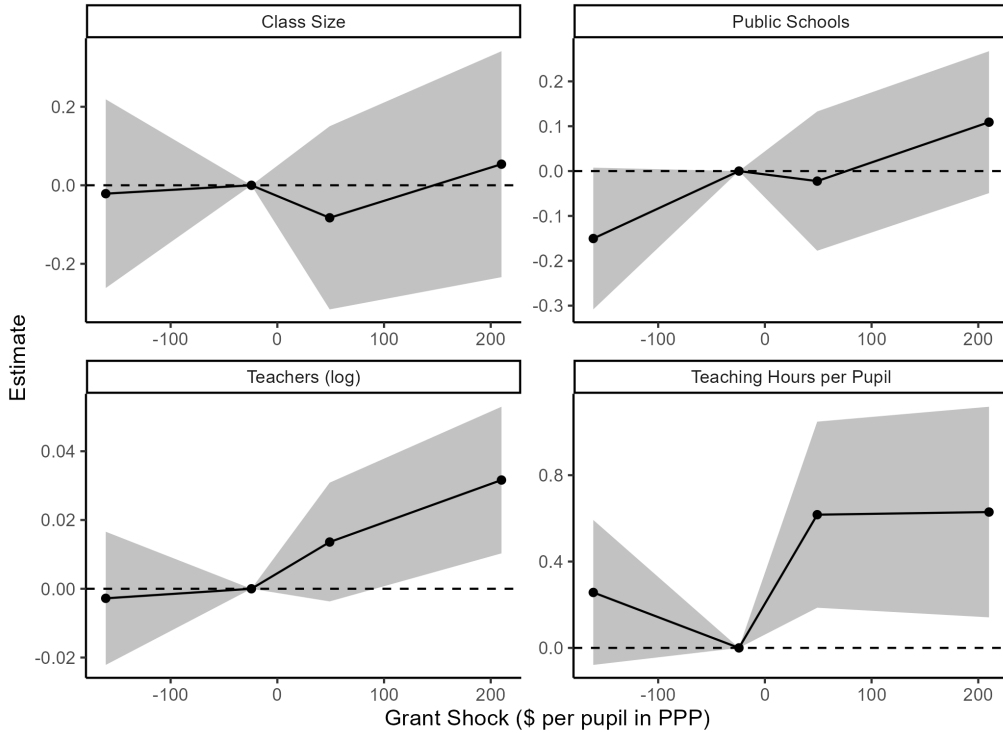 Class Size
Public Schools
0.2
0.0
-0.2
0.2
0.1
0.0
-0.1
-0.2
-0.3
-100 0 100 200
-100 0 100 200
Teachers (log)
Teaching Hours per Pupil
0.04
0.02
0.00
-0.02
0.8
0.4
0.0
-100 0 100 200
-100 0 100 200
Estimate
Grant Shock ($ per pupil in PPP)